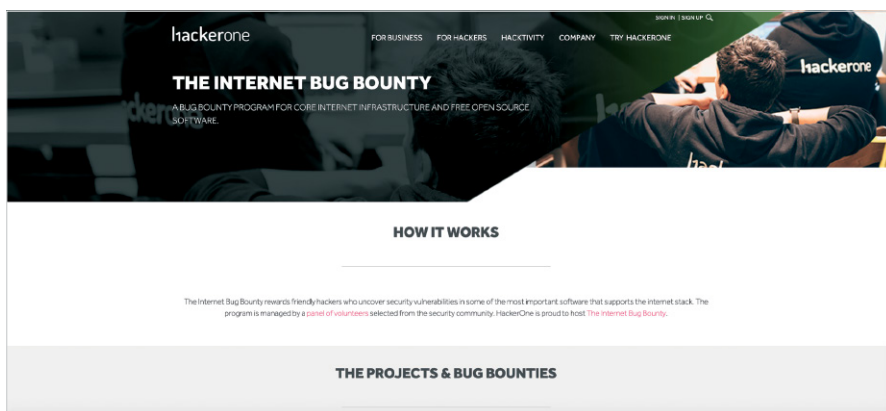 SIGN IN | SIGN UP
hackerone
FOR BUSINESS FOR HACKERS HACKTIVITY COMPANY TRY HACKERONE
hackerone
THE INTERNET BUG BOUNTY
A BUG BOUNTY PROGRAM FOR CORE INTERNET INFRASTRUCTURE AND FREE OPEN SOURCE
SOFTWARE.
HOW IT WORKS
The Internet Bug Bounty rewards friendly hackers who uncover security vulnerabilities in some of the most important software that supports the internet stack. The
program is managed by a panel of volunteers selected from the security community. HackerOne is proud to host The Internet Bug Bounty.
THE PROJECTS & BUG BOUNTIES